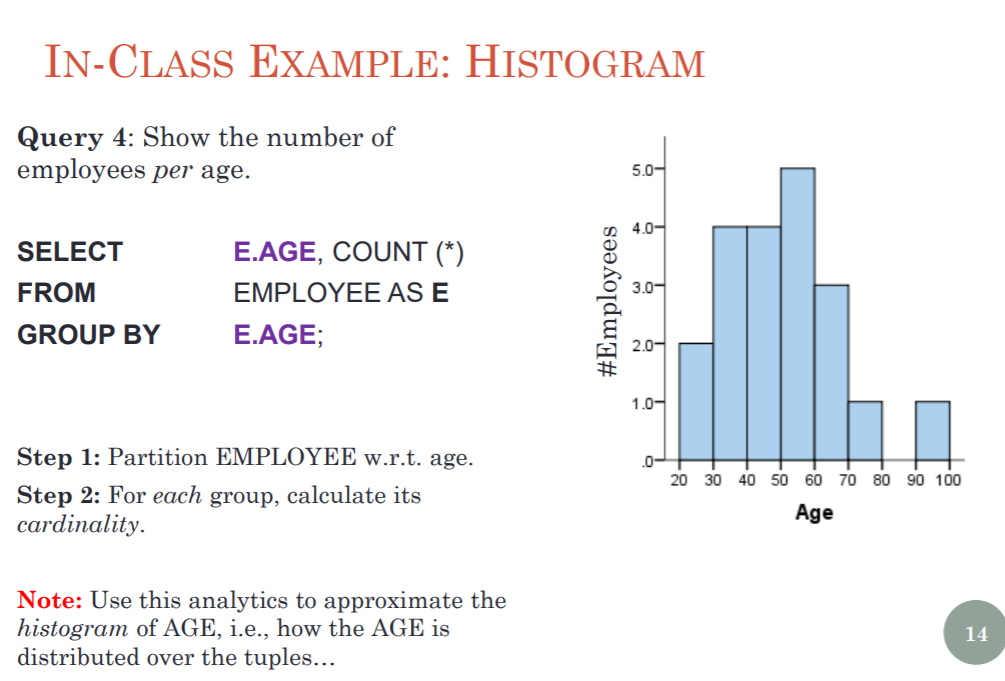 IN-CLASS EXAMPLE: HISTOGRAM
Query 4: Show the number of
employees per age.
SELECT E.AGE, COUNT (*)
FROM EMPLOYEE AS E
GROUP BY E.AGE;
Step 1: Partition EMPLOYEE w.r.t. age.
Step 2: For each group, calculate its
cardinality.
Note: Use this analytics to approximate the
histogram of AGE, i.e., how the AGE is
distributed over the tuples…
#Employees
5.0
4.0
3.0
2.0
1.0
.0
20 30 40 50 60 70 80 90 100
Age
14